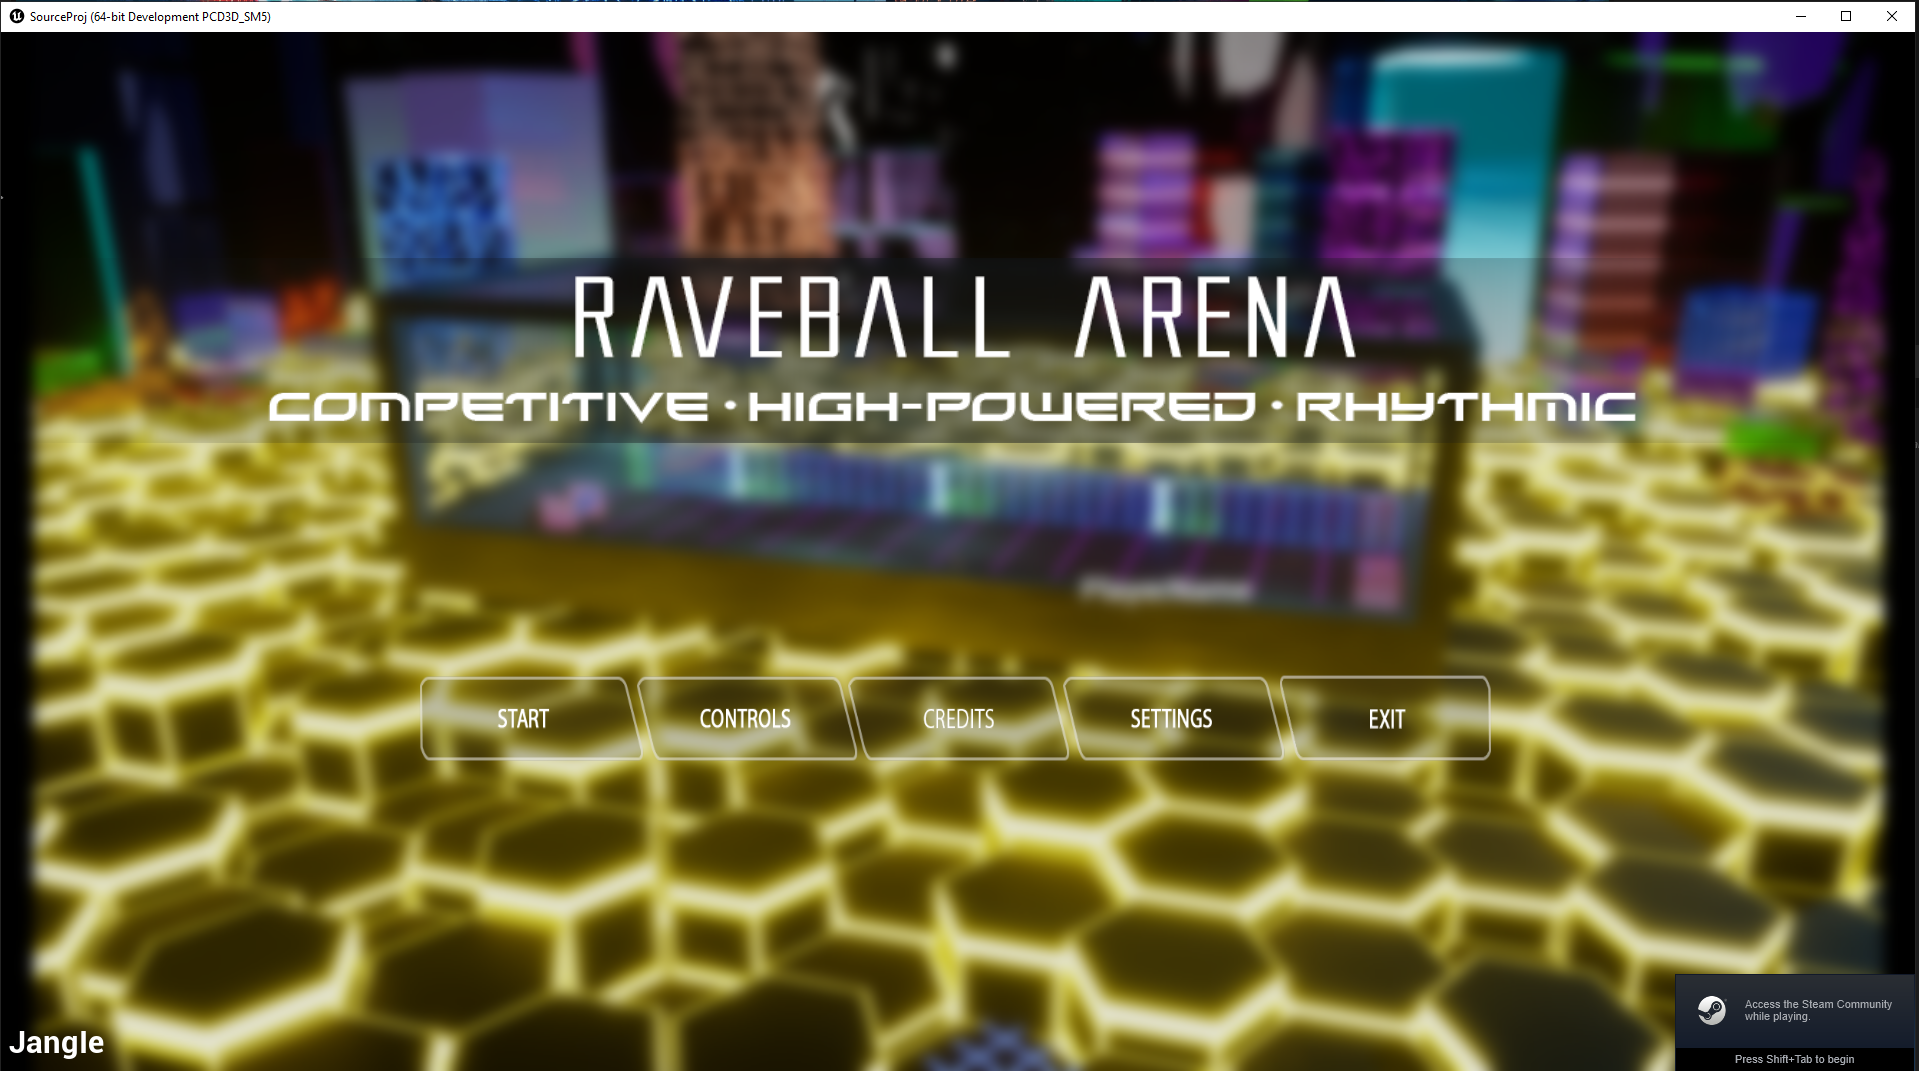 SourceProj (64-bit Development PCD3D_SM5)
RAVEBALL ARENA
COMPETITIVE · HIGH-POWERED · RHYTHMIC
PlayerName
START
CONTROLS
CREDITS
SETTINGS
EXIT
Access the Steam Community
while playing.
Jangle
Press Shift+Tab to begin